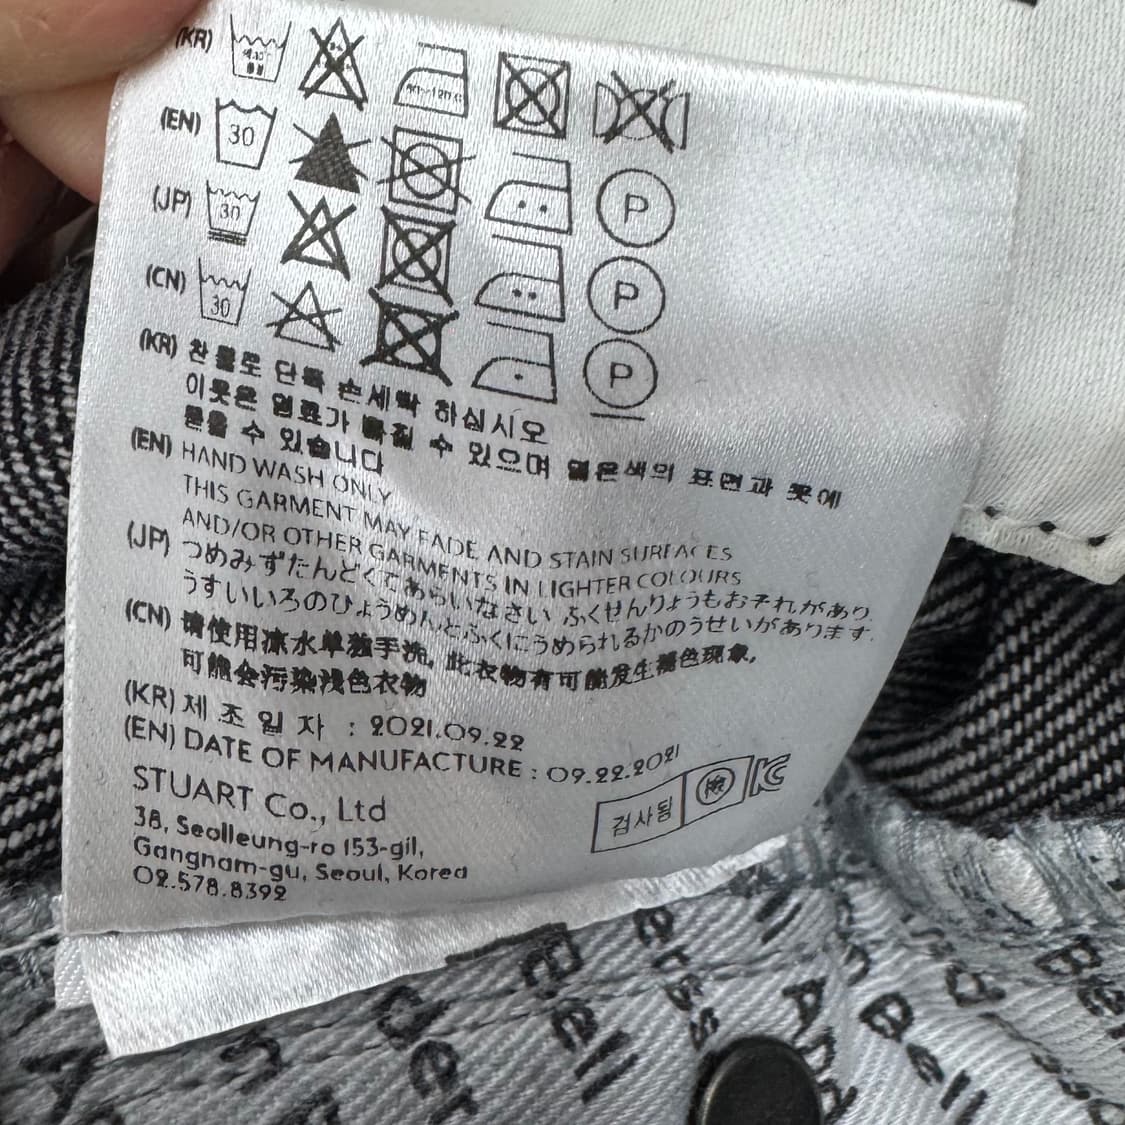 (KR)
(EN) 30 P
(JP) 30 P
(CN) 30 P
(KR) 찬물로 단독 손세탁 하십시오
이옷은 염료가 빠질 수 있으며 옅은색의 표면과 옷에
묻을 수 있습니다
(EN) HAND WASH ONLY
THIS GARMENT MAY FADE AND STAIN SURFACES
AND/OR OTHER GARMENTS IN LIGHTER COLOURS
(JP) つめみずたんどくてあらいなさい ふくせんりょうもおそれがあり,
うすいいろのひょうめんとふくにうめられるかのうせいがあります.
(CN) 请使用凉水单独手洗, 此衣物有可能发生褪色现象,
可能会污染浅色衣物
(KR) 제 조 일 자 : 2021.09.22
(EN) DATE OF MANUFACTURE : 09.22.2021
STUART Co., Ltd
38, Seolleung-ro 153-gil,
Gangnam-gu, Seoul, Korea
02.578.8392
검사됨 檢 KC
Bell
And
Bell